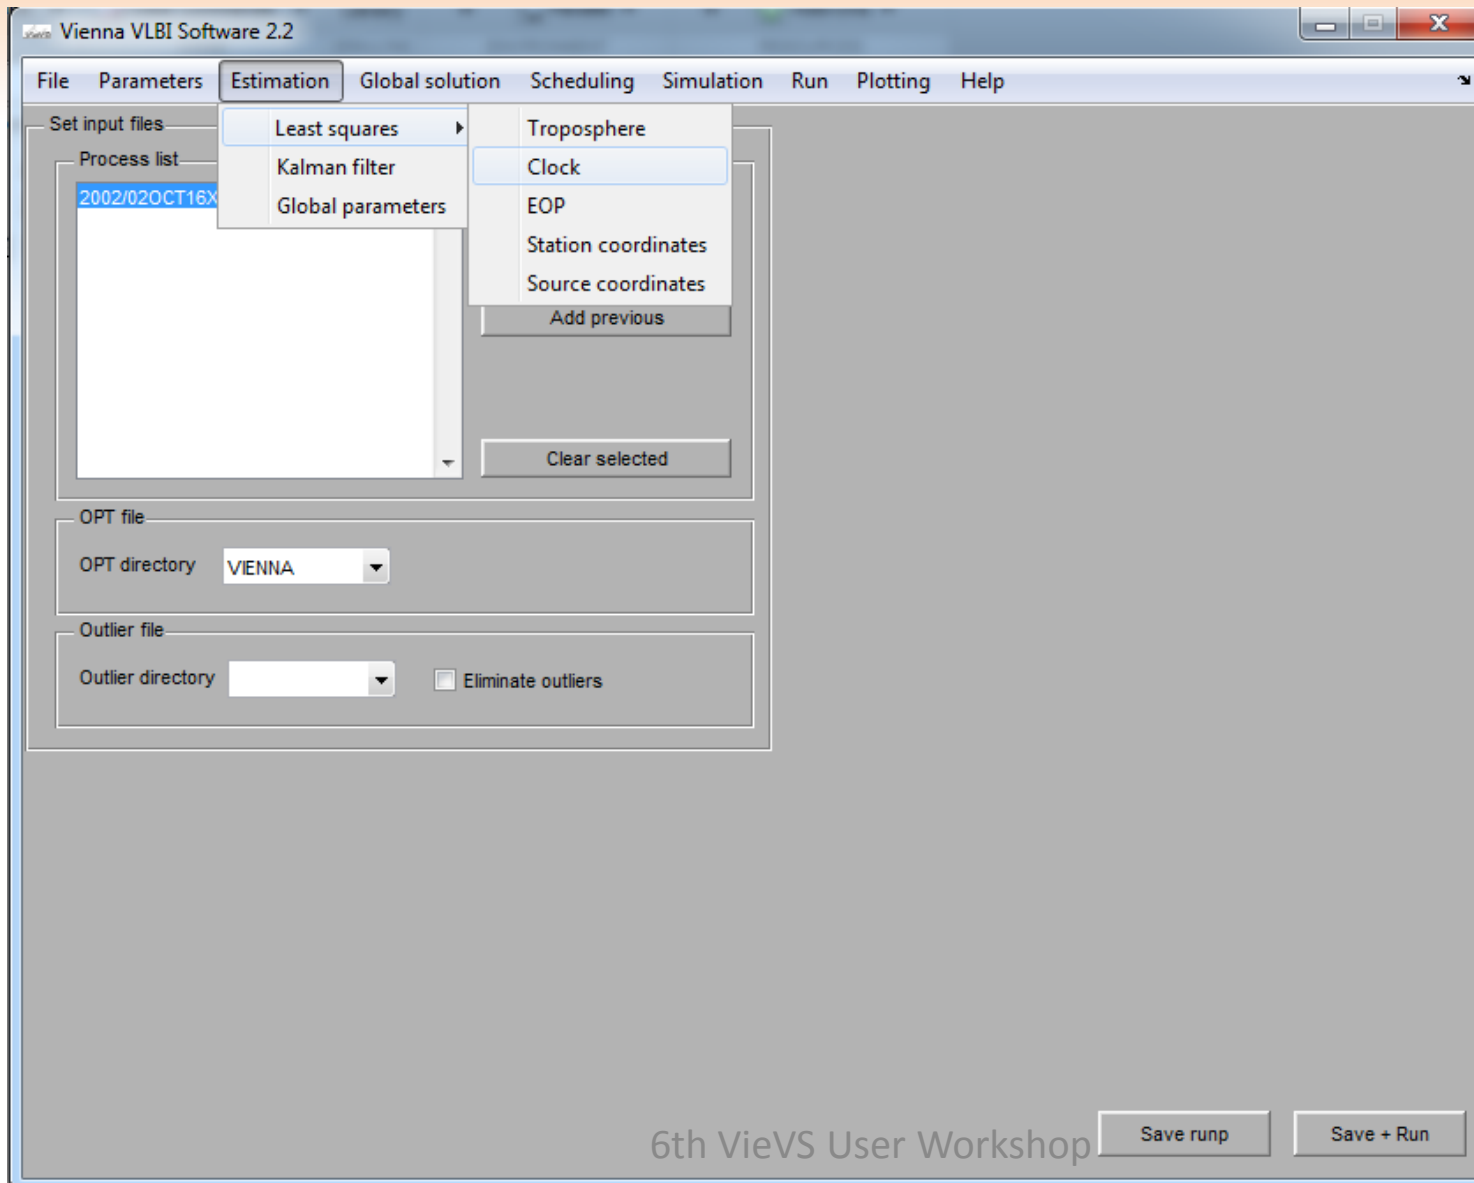 Vienna VLBI Software 2.2
File Parameters Estimation Global solution Scheduling Simulation Run Plotting Help
Set input files
Process list
2002/02OCT16X
Least squares
Kalman filter
Global parameters
Troposphere
Clock
EOP
Station coordinates
Source coordinates
Add previous
Clear selected
OPT file
OPT directory VIENNA
Outlier file
Outlier directory Eliminate outliers
6th VieVS User Workshop
Save runp Save + Run